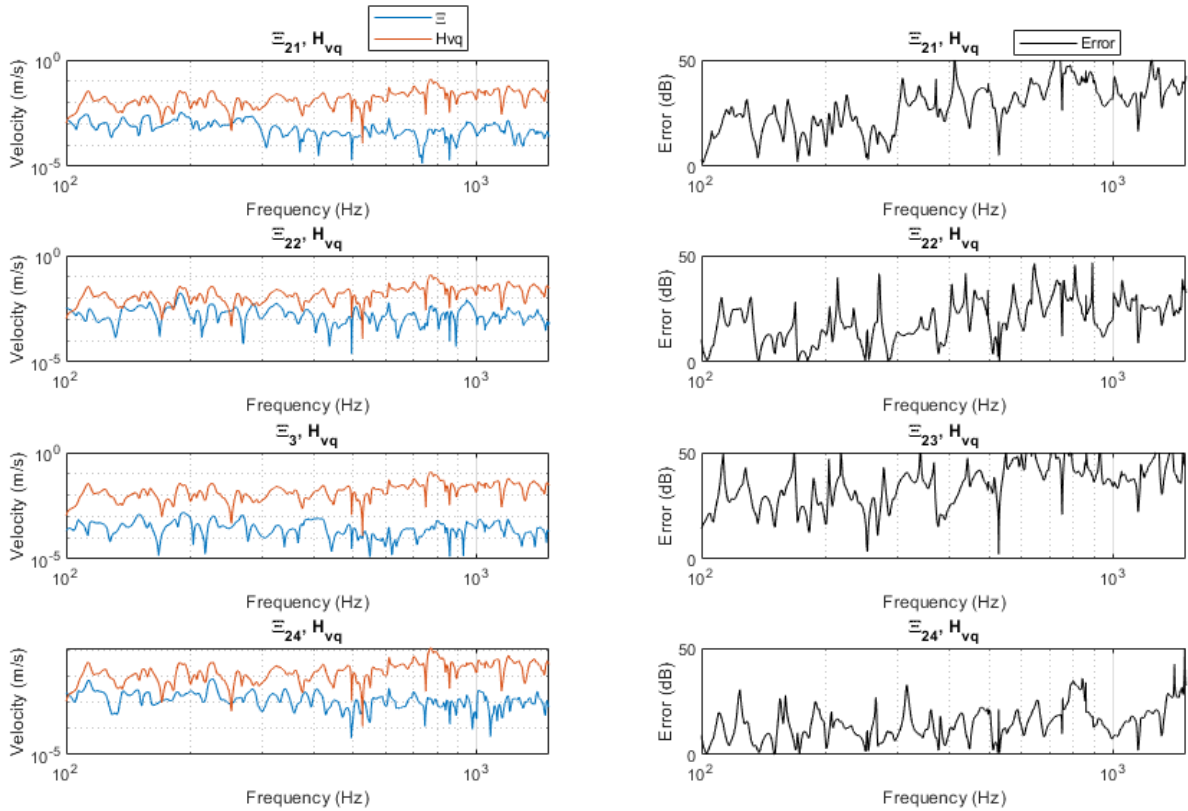 Ξ
Hvq
Ξ21, Hvq
Velocity (m/s)
10^0
10^-5
10^2
10^3
Frequency (Hz)
Error
Ξ21, Hvq
Error (dB)
50
0
10^2
10^3
Frequency (Hz)
Ξ22, Hvq
Velocity (m/s)
10^0
10^-5
10^2
10^3
Frequency (Hz)
Ξ22, Hvq
Error (dB)
50
0
10^2
10^3
Frequency (Hz)
Ξ3, Hvq
Velocity (m/s)
10^0
10^-5
10^2
10^3
Frequency (Hz)
Ξ23, Hvq
Error (dB)
50
0
10^2
10^3
Frequency (Hz)
Ξ24, Hvq
Velocity (m/s)
10^-5
10^2
10^3
Frequency (Hz)
Ξ24, Hvq
Error (dB)
50
0
10^2
10^3
Frequency (Hz)